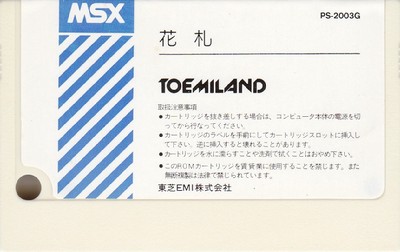 MSX
PS-2003G
花札
TOEMILAND
取扱注意事項
●カートリッジを抜き差しする場合は、コンピュータ本体の電源を切
ってから行なってください。
●カートリッジのラベルを手前にしてカートリッジスロットに挿入し
て下さい。逆に挿入すると壊れることがあります。
●カートリッジを水に濡らすことや洗剤で拭くことはおやめ下さい。
●このROMカートリッジを賃貸業に使用することを禁じます。また
無断複製は法律で禁じられています。
東芝EMI株式会社